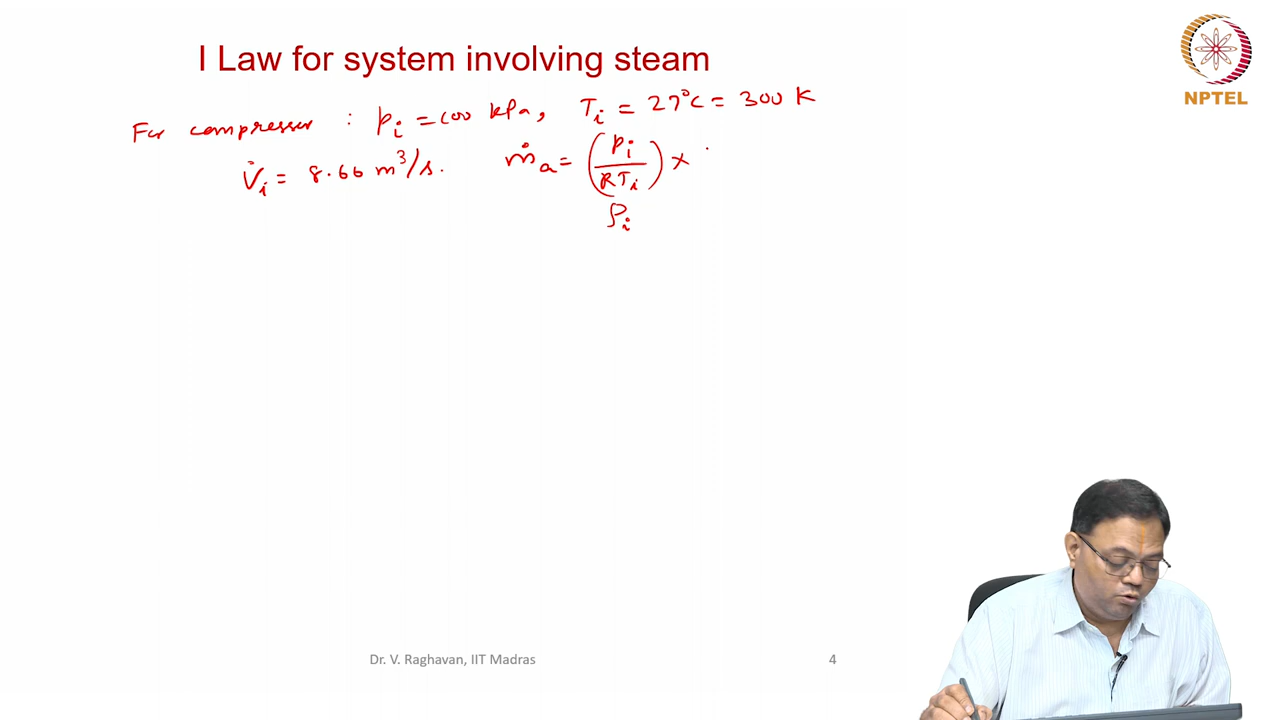 I Law for system involving steam
NPTEL
For compressor : pᵢ = 100 kPa, Tᵢ = 27°C = 300 K
V̇ᵢ = 8.66 m³/s. ṁₐ = (pᵢ/RTᵢ) ×
ρᵢ
Dr. V. Raghavan, IIT Madras
4